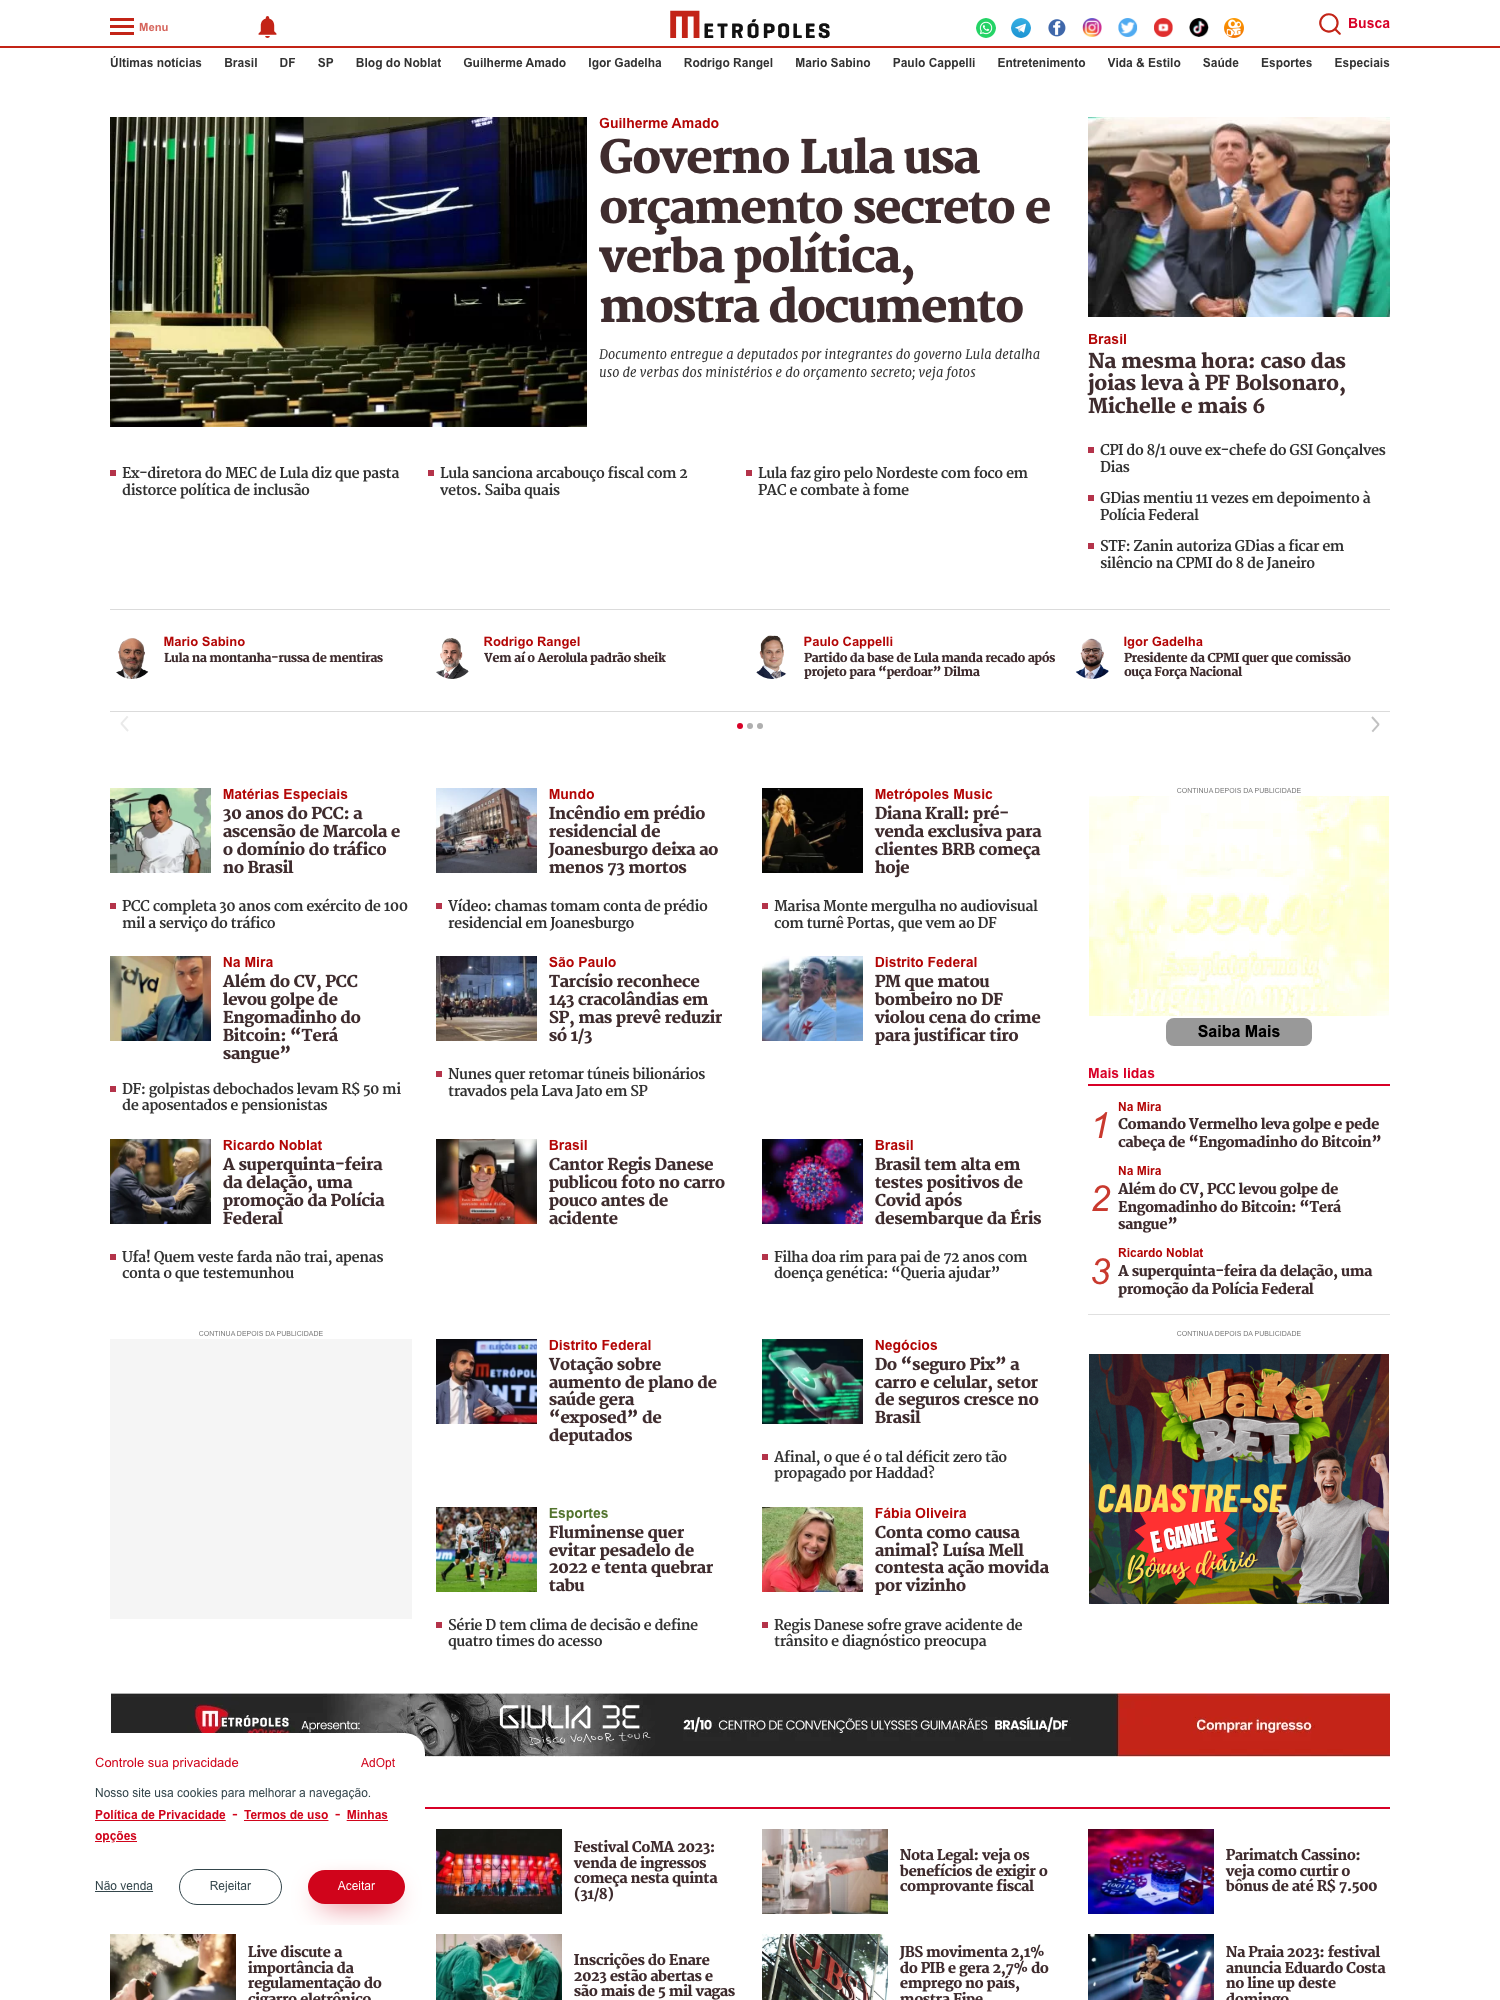 Menu
METRÓPOLES
Busca
Últimas notícias Brasil DF SP Blog do Noblat Guilherme Amado Igor Gadelha Rodrigo Rangel Mario Sabino Paulo Cappelli Entretenimento Vida & Estilo Saúde Esportes Especiais
Guilherme Amado
Governo Lula usa
orçamento secreto e
verba política,
mostra documento
Documento entregue a deputados por integrantes do governo Lula detalha
uso de verbas dos ministérios e do orçamento secreto; veja fotos
Brasil
Na mesma hora: caso das
joias leva à PF Bolsonaro,
Michelle e mais 6
CPI do 8/1 ouve ex-chefe do GSI Gonçalves
Dias
GDias mentiu 11 vezes em depoimento à
Polícia Federal
STF: Zanin autoriza GDias a ficar em
silêncio na CPMI do 8 de Janeiro
Ex-diretora do MEC de Lula diz que pasta
distorce política de inclusão
Lula sanciona arcabouço fiscal com 2
vetos. Saiba quais
Lula faz giro pelo Nordeste com foco em
PAC e combate à fome
Mario Sabino
Lula na montanha-russa de mentiras
Rodrigo Rangel
Vem aí o Aerolula padrão sheik
Paulo Cappelli
Partido da base de Lula manda recado após
projeto para “perdoar” Dilma
Igor Gadelha
Presidente da CPMI quer que comissão
ouça Força Nacional
Matérias Especiais
30 anos do PCC: a
ascensão de Marcola e
o domínio do tráfico
no Brasil
PCC completa 30 anos com exército de 100
mil a serviço do tráfico
Mundo
Incêndio em prédio
residencial de
Joanesburgo deixa ao
menos 73 mortos
Vídeo: chamas tomam conta de prédio
residencial em Joanesburgo
Metrópoles Music
Diana Krall: pré-
venda exclusiva para
clientes BRB começa
hoje
Marisa Monte mergulha no audiovisual
com turnê Portas, que vem ao DF
CONTINUA DEPOIS DA PUBLICIDADE
Saiba Mais
Na Mira
Além do CV, PCC
levou golpe de
Engomadinho do
Bitcoin: “Terá
sangue”
DF: golpistas debochados levam R$ 50 mi
de aposentados e pensionistas
São Paulo
Tarcísio reconhece
143 cracolândias em
SP, mas prevê reduzir
só 1/3
Nunes quer retomar túneis bilionários
travados pela Lava Jato em SP
Distrito Federal
PM que matou
bombeiro no DF
violou cena do crime
para justificar tiro
Mais lidas
1
Na Mira
Comando Vermelho leva golpe e pede
cabeça de “Engomadinho do Bitcoin”
2
Na Mira
Além do CV, PCC levou golpe de
Engomadinho do Bitcoin: “Terá
sangue”
3
Ricardo Noblat
A superquinta-feira da delação, uma
promoção da Polícia Federal
Ricardo Noblat
A superquinta-feira
da delação, uma
promoção da Polícia
Federal
Ufa! Quem veste farda não trai, apenas
conta o que testemunhou
Brasil
Cantor Regis Danese
publicou foto no carro
pouco antes de
acidente
Brasil
Brasil tem alta em
testes positivos de
Covid após
desembarque da Éris
Filha doa rim para pai de 72 anos com
doença genética: “Queria ajudar”
CONTINUA DEPOIS DA PUBLICIDADE
Distrito Federal
Votação sobre
aumento de plano de
saúde gera
“exposed” de
deputados
Negócios
Do “seguro Pix” a
carro e celular, setor
de seguros cresce no
Brasil
Afinal, o que é o tal déficit zero tão
propagado por Haddad?
CONTINUA DEPOIS DA PUBLICIDADE
WAKA
BET
CADASTRE-SE
E GANHE
Bônus diário
Esportes
Fluminense quer
evitar pesadelo de
2022 e tenta quebrar
tabu
Série D tem clima de decisão e define
quatro times do acesso
Fábia Oliveira
Conta como causa
animal? Luísa Mell
contesta ação movida
por vizinho
Regis Danese sofre grave acidente de
trânsito e diagnóstico preocupa
METRÓPOLES Apresenta: GIULIA BE DISCO VOADOR TOUR 21/10 CENTRO DE CONVENÇÕES ULYSSES GUIMARÃES BRASÍLIA/DF Comprar ingresso
Controle sua privacidade AdOpt
Nosso site usa cookies para melhorar a navegação.
Política de Privacidade - Termos de uso - Minhas
opções
Não venda Rejeitar Aceitar
Festival CoMA 2023:
venda de ingressos
começa nesta quinta
(31/8)
Nota Legal: veja os
benefícios de exigir o
comprovante fiscal
Parimatch Cassino:
veja como curtir o
bônus de até R$ 7.500
Live discute a
importância da
regulamentação do
cigarro eletrônico
Inscrições do Enare
2023 estão abertas e
são mais de 5 mil vagas
JBS
JBS movimenta 2,1%
do PIB e gera 2,7% do
emprego no país,
mostra Fipe
Na Praia 2023: festival
anuncia Eduardo Costa
no line up deste
domingo